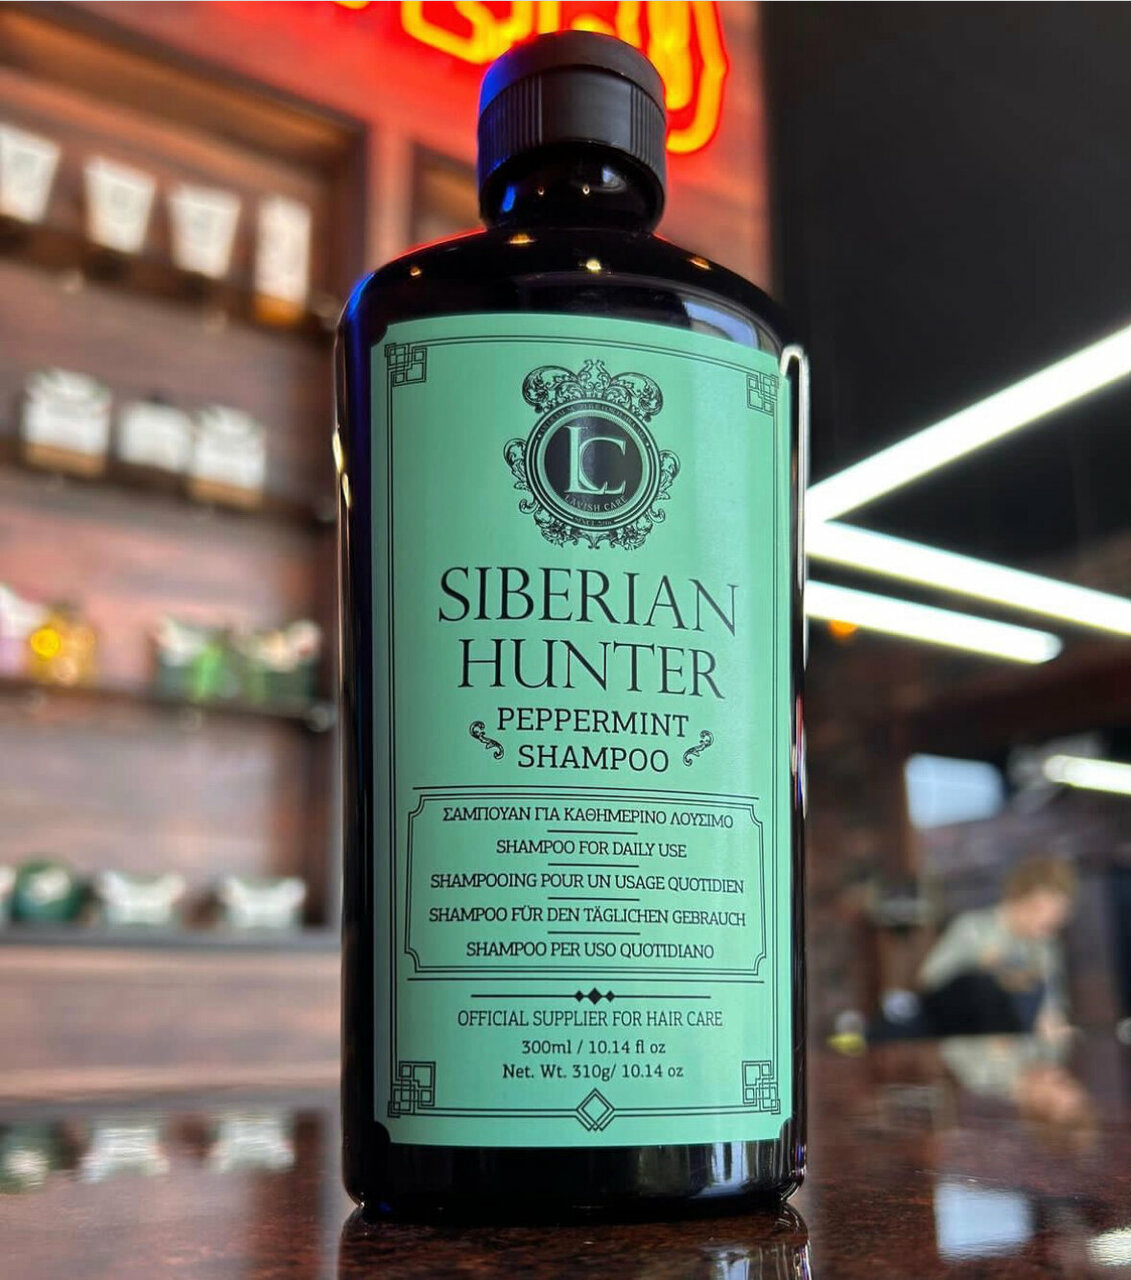 LC
LAVISH CARE
SIBERIAN
HUNTER
PEPPERMINT
SHAMPOO
ΣΑΜΠΟΥΑΝ ΓΙΑ ΚΑΘΗΜΕΡΙΝΟ ΛΟΥΣΙΜΟ
SHAMPOO FOR DAILY USE
SHAMPOOING POUR UN USAGE QUOTIDIEN
SHAMPOO FÜR DEN TÄGLICHEN GEBRAUCH
SHAMPOO PER USO QUOTIDIANO
OFFICIAL SUPPLIER FOR HAIR CARE
300ml / 10.14 fl oz
Net. Wt. 310g/ 10.14 oz